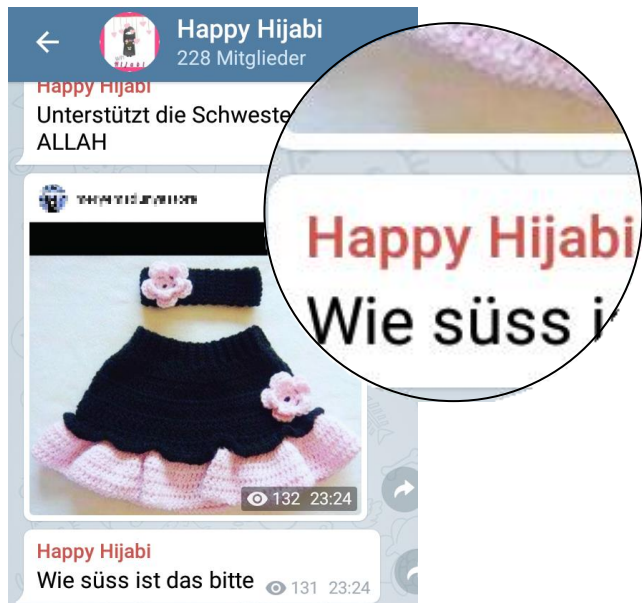 Happy Hijabi
228 Mitglieder
Happy Hijabi
Unterstützt die Schweste
ALLAH
132 23:24
Happy Hijabi
Wie süss ist das bitte
131 23:24
Happy Hijabi
Wie süss i